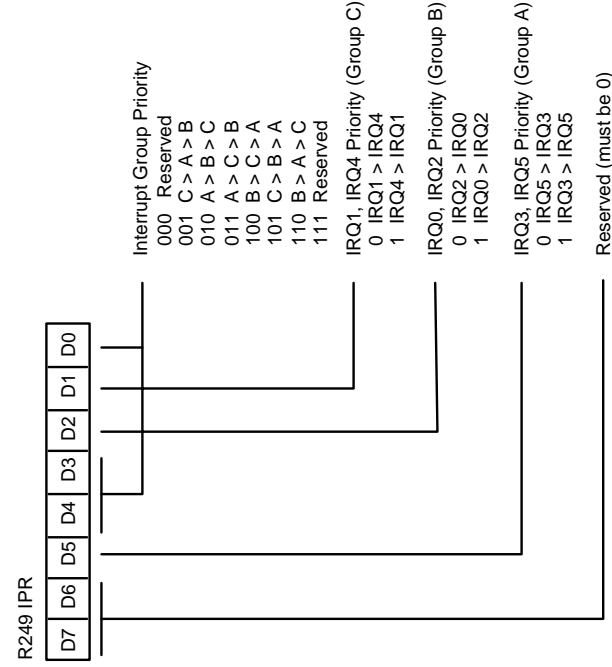 R249 IPR
D7 D6 D5 D4 D3 D2 D1 D0
Interrupt Group Priority
000 Reserved
001 C > A > B
010 A > B > C
011 A > C > B
100 B > C > A
101 C > B > A
110 B > A > C
111 Reserved
IRQ1, IRQ4 Priority (Group C)
0 IRQ1 > IRQ4
1 IRQ4 > IRQ1
IRQ0, IRQ2 Priority (Group B)
0 IRQ2 > IRQ0
1 IRQ0 > IRQ2
IRQ3, IRQ5 Priority (Group A)
0 IRQ5 > IRQ3
1 IRQ3 > IRQ5
Reserved (must be 0)